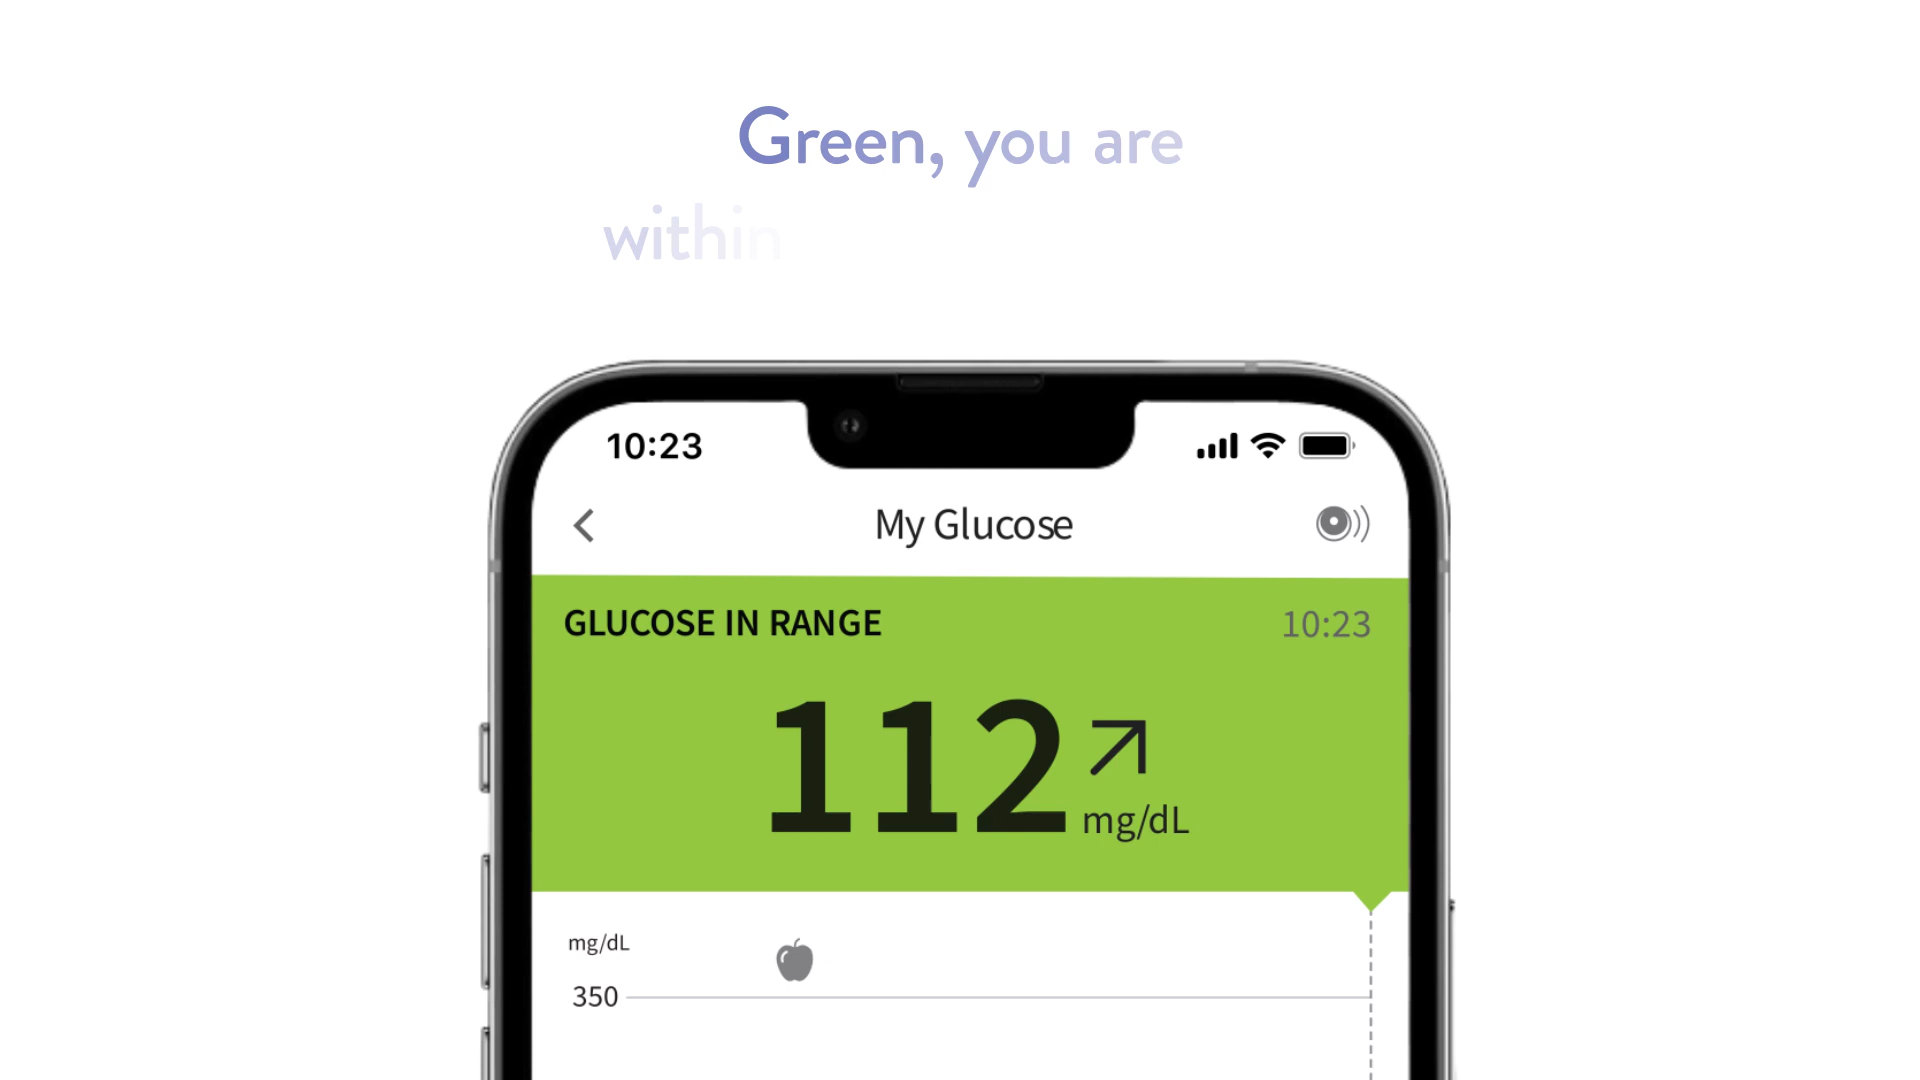 Green, you are
within
10:23
My Glucose
GLUCOSE IN RANGE 10:23
112 mg/dL
mg/dL
350